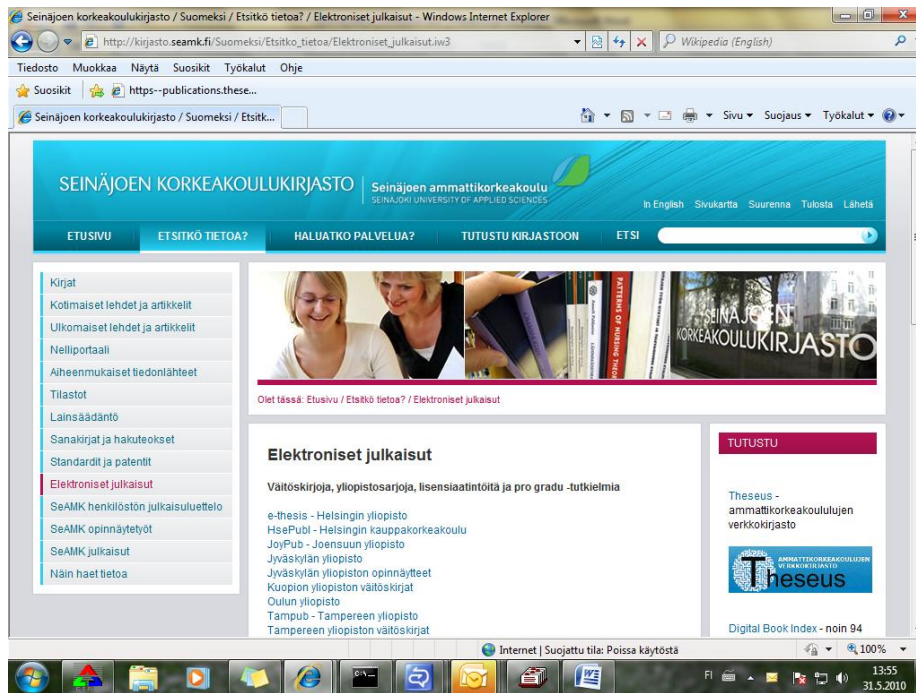 Seinäjoen korkeakoulukirjasto / Suomeksi / Etsitkö tietoa? / Elektroniset julkaisut - Windows Internet Explorer
http://kirjasto.seamk.fi/Suomeksi/Etsitko_tietoa/Elektroniset_julkaisut.iw3
Wikipedia (English)
Tiedosto Muokkaa Näytä Suosikit Työkalut Ohje
Suosikit https--publications.these...
Seinäjoen korkeakoulukirjasto / Suomeksi / Etsitk...
Sivu Suojaus Työkalut
SEINÄJOEN KORKEAKOULUKIRJASTO
Seinäjoen ammattikorkeakoulu
SEINÄJOKI UNIVERSITY OF APPLIED SCIENCES
In English Sivukartta Suurenna Tulosta Lähetä
ETUSIVU ETSITKÖ TIETOA? HALUATKO PALVELUA? TUTUSTU KIRJASTOON ETSI
Kirjat
Kotimaiset lehdet ja artikkelit
Ulkomaiset lehdet ja artikkelit
Nelliportaali
Aiheenmukaiset tiedonlähteet
Tilastot
Lainsäädäntö
Sanakirjat ja hakuteokset
Standardit ja patentit
Elektroniset julkaisut
SeAMK henkilöstön julkaisuluettelo
SeAMK opinnäytetyöt
SeAMK julkaisut
Näin haet tietoa
PATTERNS OF NURSING THEO
SEINÄJOEN
KORKEAKOULUKIRJASTO
Olet tässä: Etusivu / Etsitkö tietoa? / Elektroniset julkaisut
Elektroniset julkaisut
Väitöskirjoja, yliopistosarjoja, lisensiaatintöitä ja pro gradu -tutkielmia
e-thesis - Helsingin yliopisto
HsePubl - Helsingin kauppakorkeakoulu
JoyPub - Joensuun yliopisto
Jyväskylän yliopisto
Jyväskylän yliopiston opinnäytteet
Kuopion yliopiston väitöskirjat
Oulun yliopisto
Tampub - Tampereen yliopisto
Tampereen yliopiston väitöskirjat
TUTUSTU
Theseus -
ammattikorkeakoululujen
verkkokirjasto
AMMATTIKORKEAKOULUJEN
VERKKOKIRJASTO
Theseus
Digital Book Index - noin 94
Internet | Suojattu tila: Poissa käytöstä 100%
FI 13:55
31.5.2010